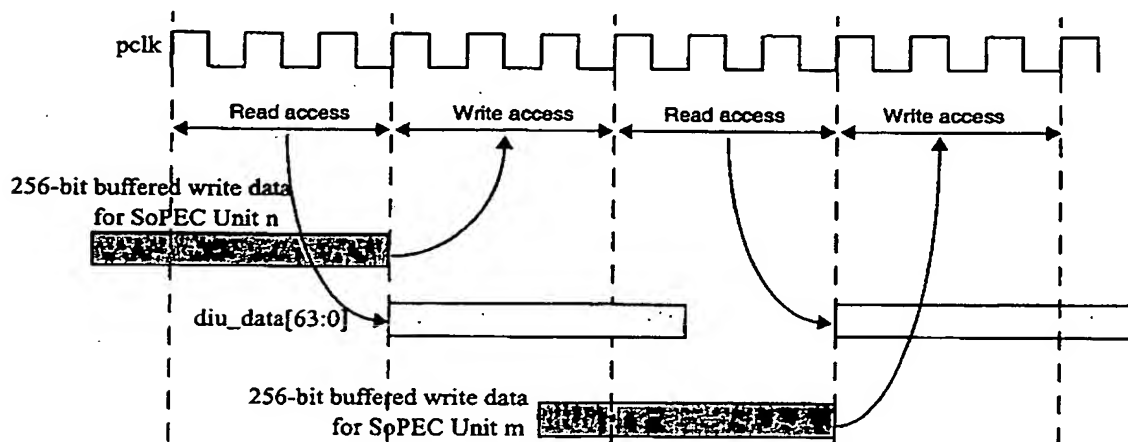 pclk
Read access
Write access
Read access
Write access
256-bit buffered write data
for SoPEC Unit n
diu_data[63:0]
256-bit buffered write data
for SoPEC Unit m